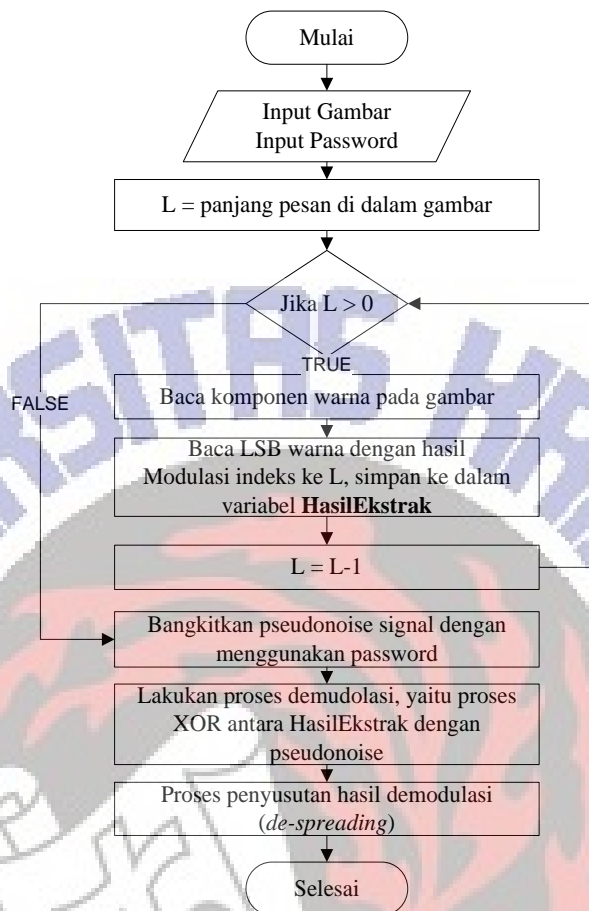 Mulai
Input Gambar
Input Password
L = panjang pesan di dalam gambar
Jika L > 0
TRUE
FALSE
Baca komponen warna pada gambar
Baca LSB warna dengan hasil
Modulasi indeks ke L, simpan ke dalam
variabel HasilEkstrak
L = L-1
Bangkitkan pseudonoise signal dengan
menggunakan password
Lakukan proses demudolasi, yaitu proses
XOR antara HasilEkstrak dengan
pseudonoise
Proses penyusutan hasil demodulasi
(de-spreading)
Selesai